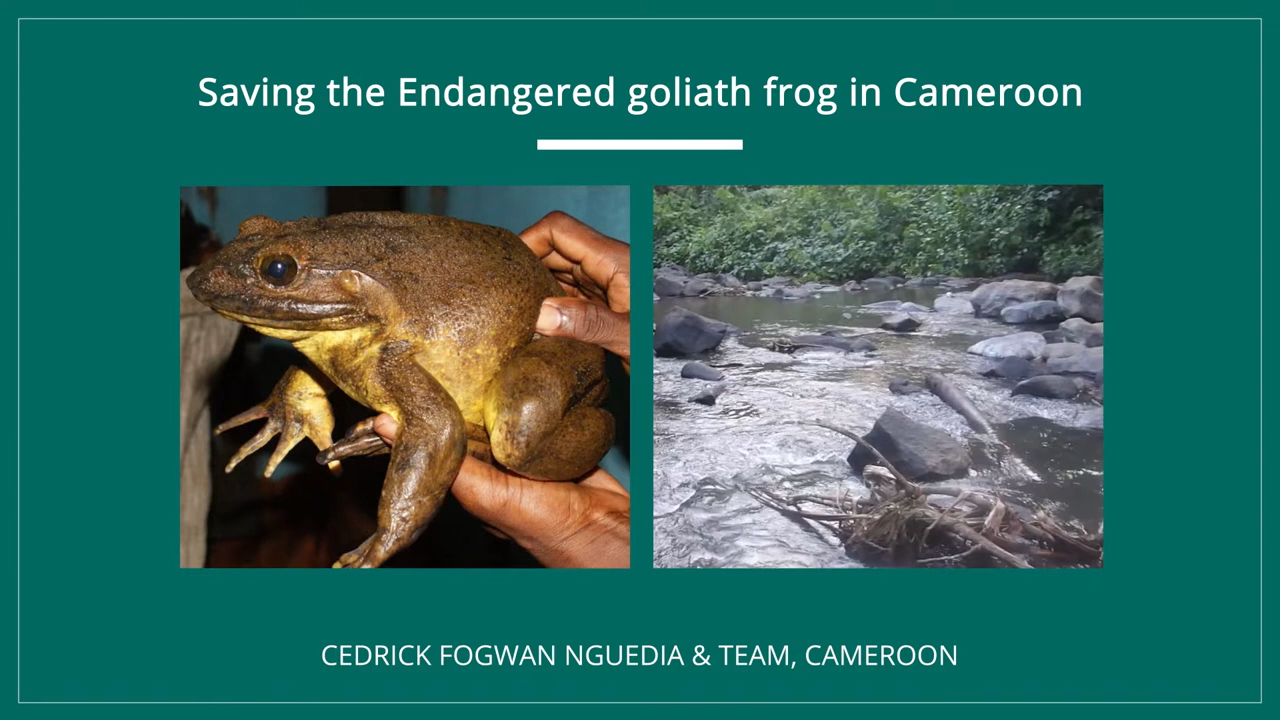 Saving the Endangered goliath frog in Cameroon
CEDRICK FOGWAN NGUEDIA & TEAM, CAMEROON